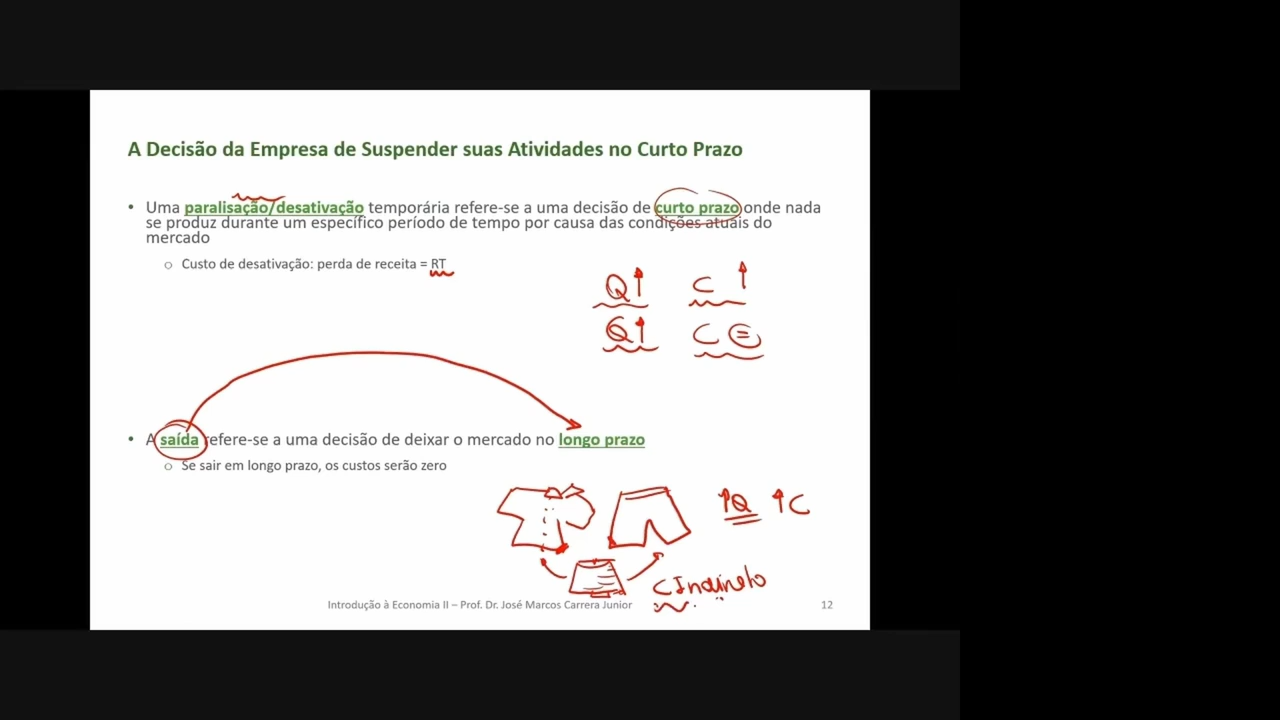 A Decisão da Empresa de Suspender suas Atividades no Curto Prazo
• Uma paralisação/desativação temporária refere-se a uma decisão de curto prazo onde nada
se produz durante um específico período de tempo por causa das condições atuais do
mercado
o Custo de desativação: perda de receita = RT
Q↑ C ↑
Q↑ C =
• A saída refere-se a uma decisão de deixar o mercado no longo prazo
o Se sair em longo prazo, os custos serão zero
↑Q ↑C
C Indireto
Introdução à Economia II – Prof. Dr. José Marcos Carrera Junior 12